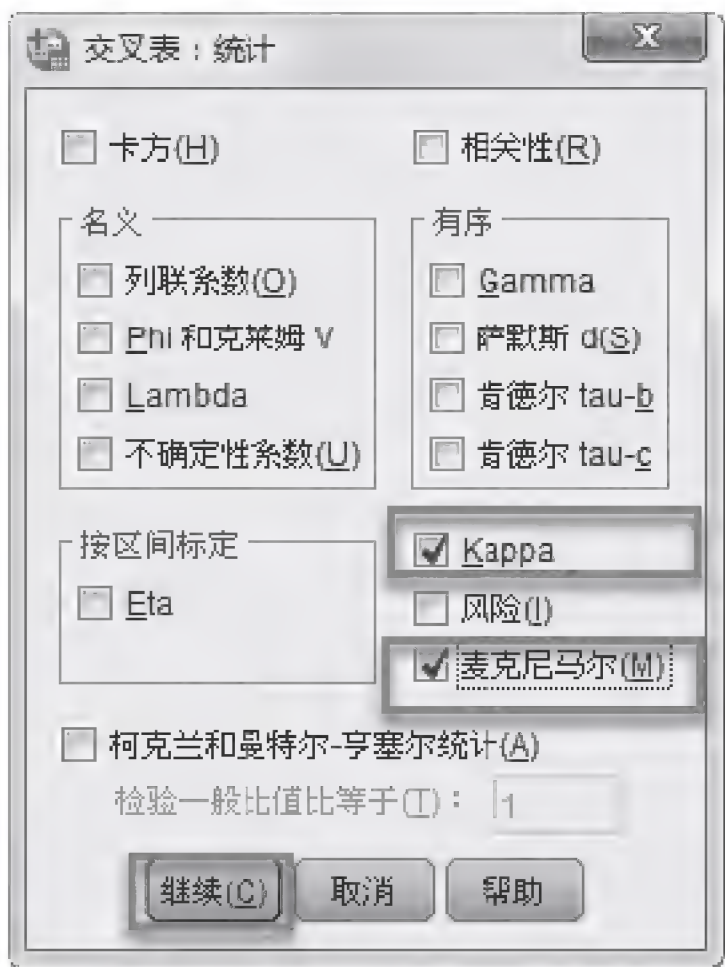 交叉表：统计
卡方(H)
相关性(R)
名义
列联系数(O)
Phi 和克莱姆 V
Lambda
不确定性系数(U)
有序
Gamma
萨默斯 d(S)
肯德尔 tau-b
肯德尔 tau-c
按区间标定
Eta
Kappa
风险(I)
麦克尼马尔(M)
柯克兰和曼特尔-亨塞尔统计(A)
检验一般比值比等于(T)： 1
继续(C) 取消 帮助